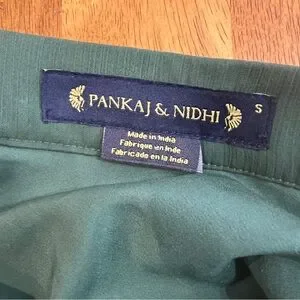 PANKAJ & NIDHI S
Made in India
Fabriqué en Inde
Fabricado en la India